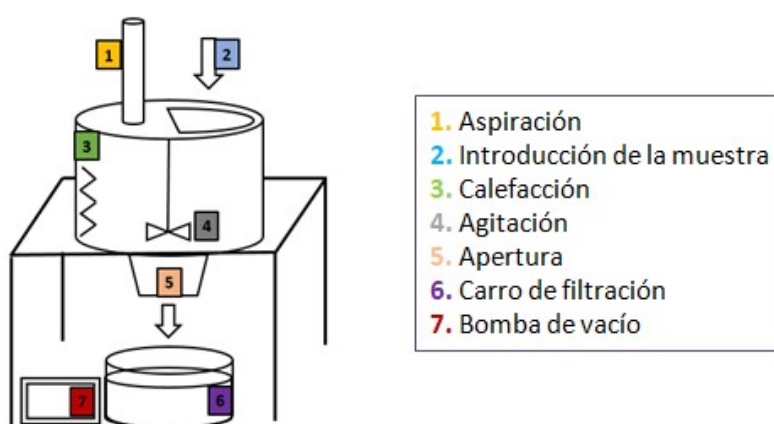 1
2
3
4
5
6
7
1. Aspiración
2. Introducción de la muestra
3. Calefacción
4. Agitación
5. Apertura
6. Carro de filtración
7. Bomba de vacío